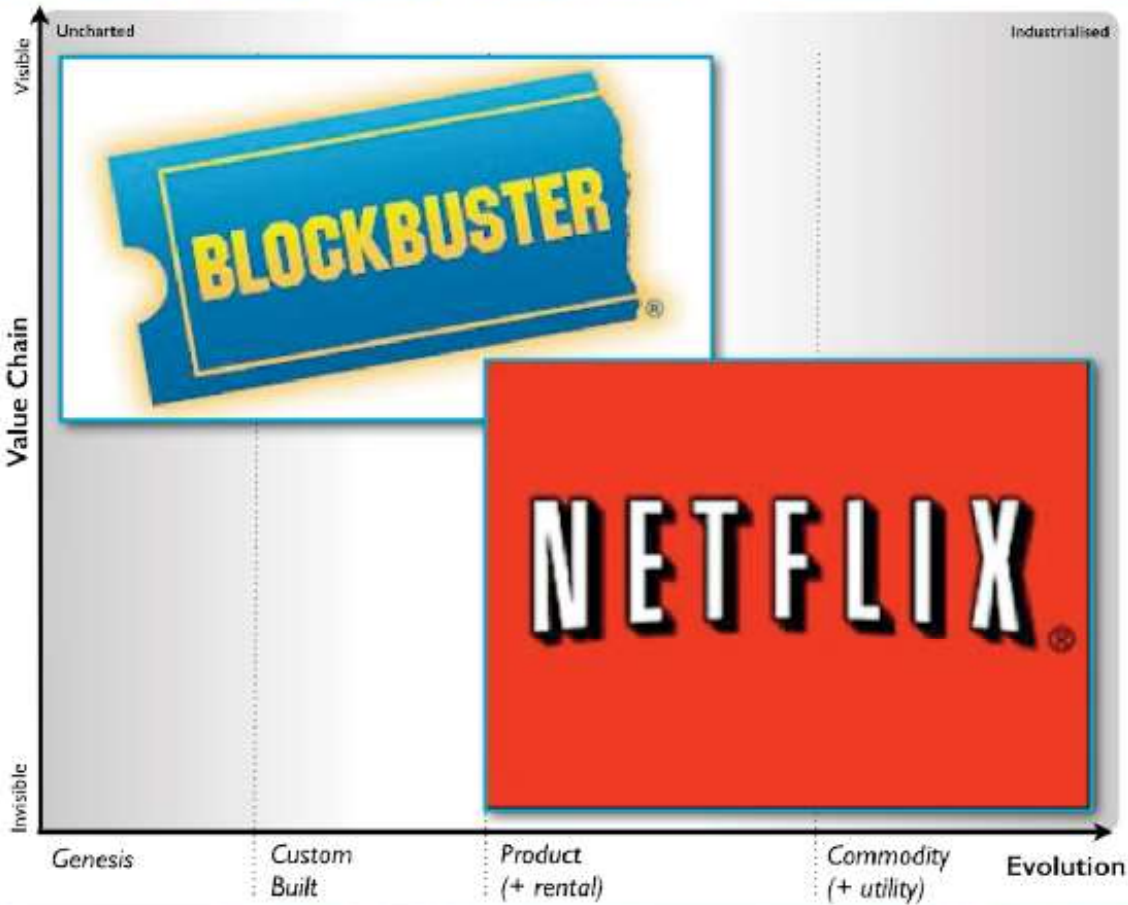 Uncharted
Industrialised
Visible
BLOCKBUSTER
®
Value Chain
NETFLIX
®
Invisible
Genesis
Custom
Built
Product
(+ rental)
Commodity
(+ utility)
Evolution